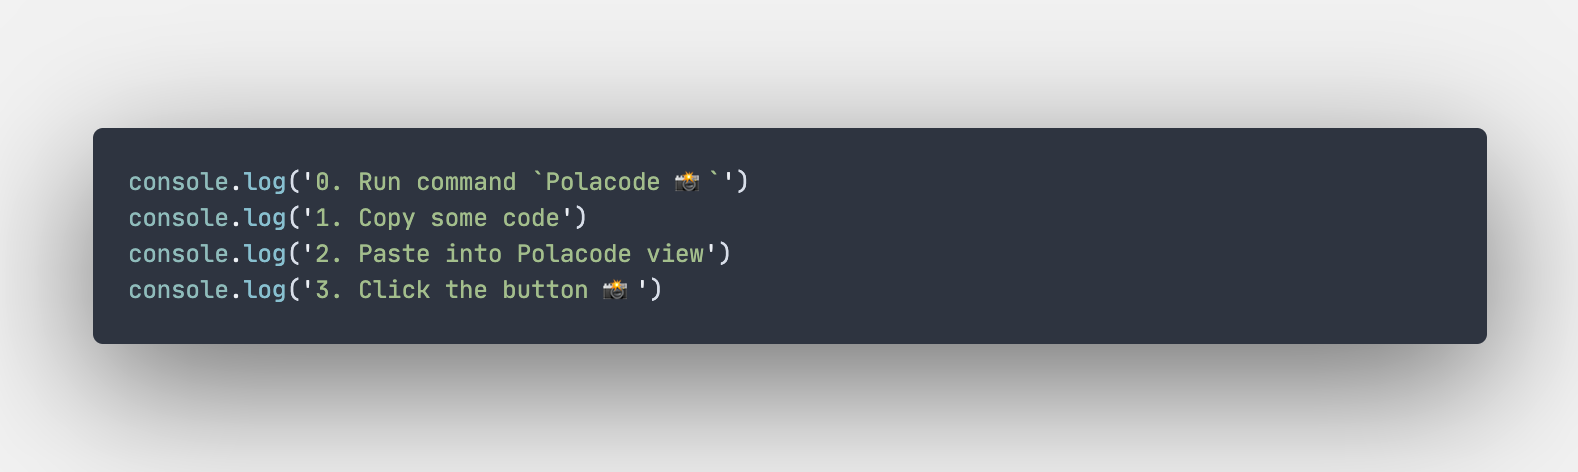 console.log('0. Run command `Polacode 📸 `')
console.log('1. Copy some code')
console.log('2. Paste into Polacode view')
console.log('3. Click the button 📸 ')